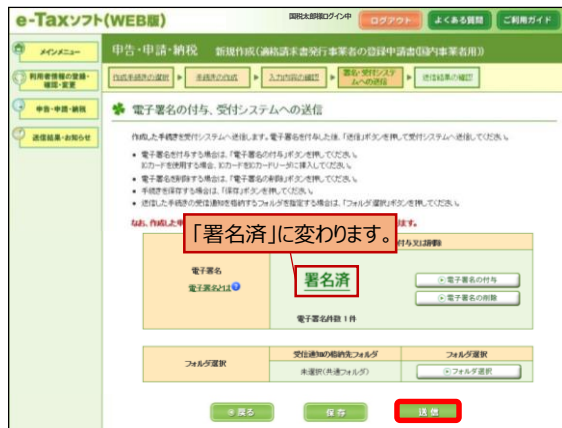 e-Taxソフト(WEB版)
国税太郎様ログイン中
ログアウト
よくある質問
ご利用ガイド
メインメニュー
利用者情報の登録・
確認・変更
申告・申請・納税
送信結果・お知らせ
申告・申請・納税 新規作成(適格請求書発行事業者の登録申請書(国内事業者用))
作成手続きの選択
手続きの作成
入力内容の確認
署名・受付システ
ムへの送信
送信結果の確認
電子署名の付与、受付システムへの送信
作成した手続きを受付システムへ送信します。電子署名を付与した後、「送信」ボタンを押して受付システムへ送信してください。
電子署名を付与する場合は、「電子署名の付与」ボタンを押してください。
ICカードを使用する場合、ICカードをICカードリーダに挿入してください。
電子署名を削除する場合は、「電子署名の削除」ボタンを押してください。
手続きを保存する場合は、「保存」ボタンを押してください。
送信した手続きの受信通知を格納するフォルダを指定する場合は、「フォルダ選択」ボタンを押してください。
なお、作成した申
ます。
「署名済」に変わります。
付与又は削除
電子署名
電子署名とは
署名済
電子署名件数 1件
電子署名の付与
電子署名の削除
フォルダ選択
受信通知の格納先フォルダ
フォルダ選択
未選択(共通フォルダ)
フォルダ選択
戻る
保存
送信